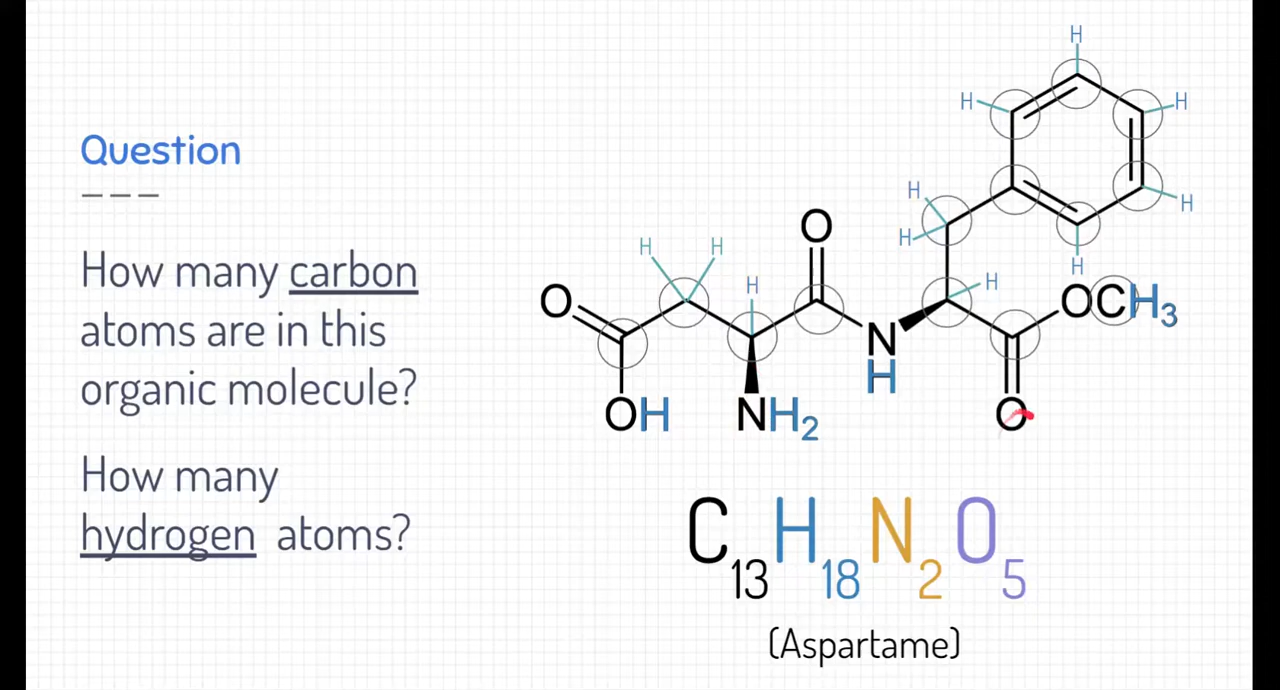 Question
How many carbon
atoms are in this
organic molecule?
How many
hydrogen atoms?
H
H
H
H
H
H
H
H
H
H
H
O
O
OH
NH₂
N
H
OCH₃
O
C₁₃H₁₈N₂O₅
(Aspartame)